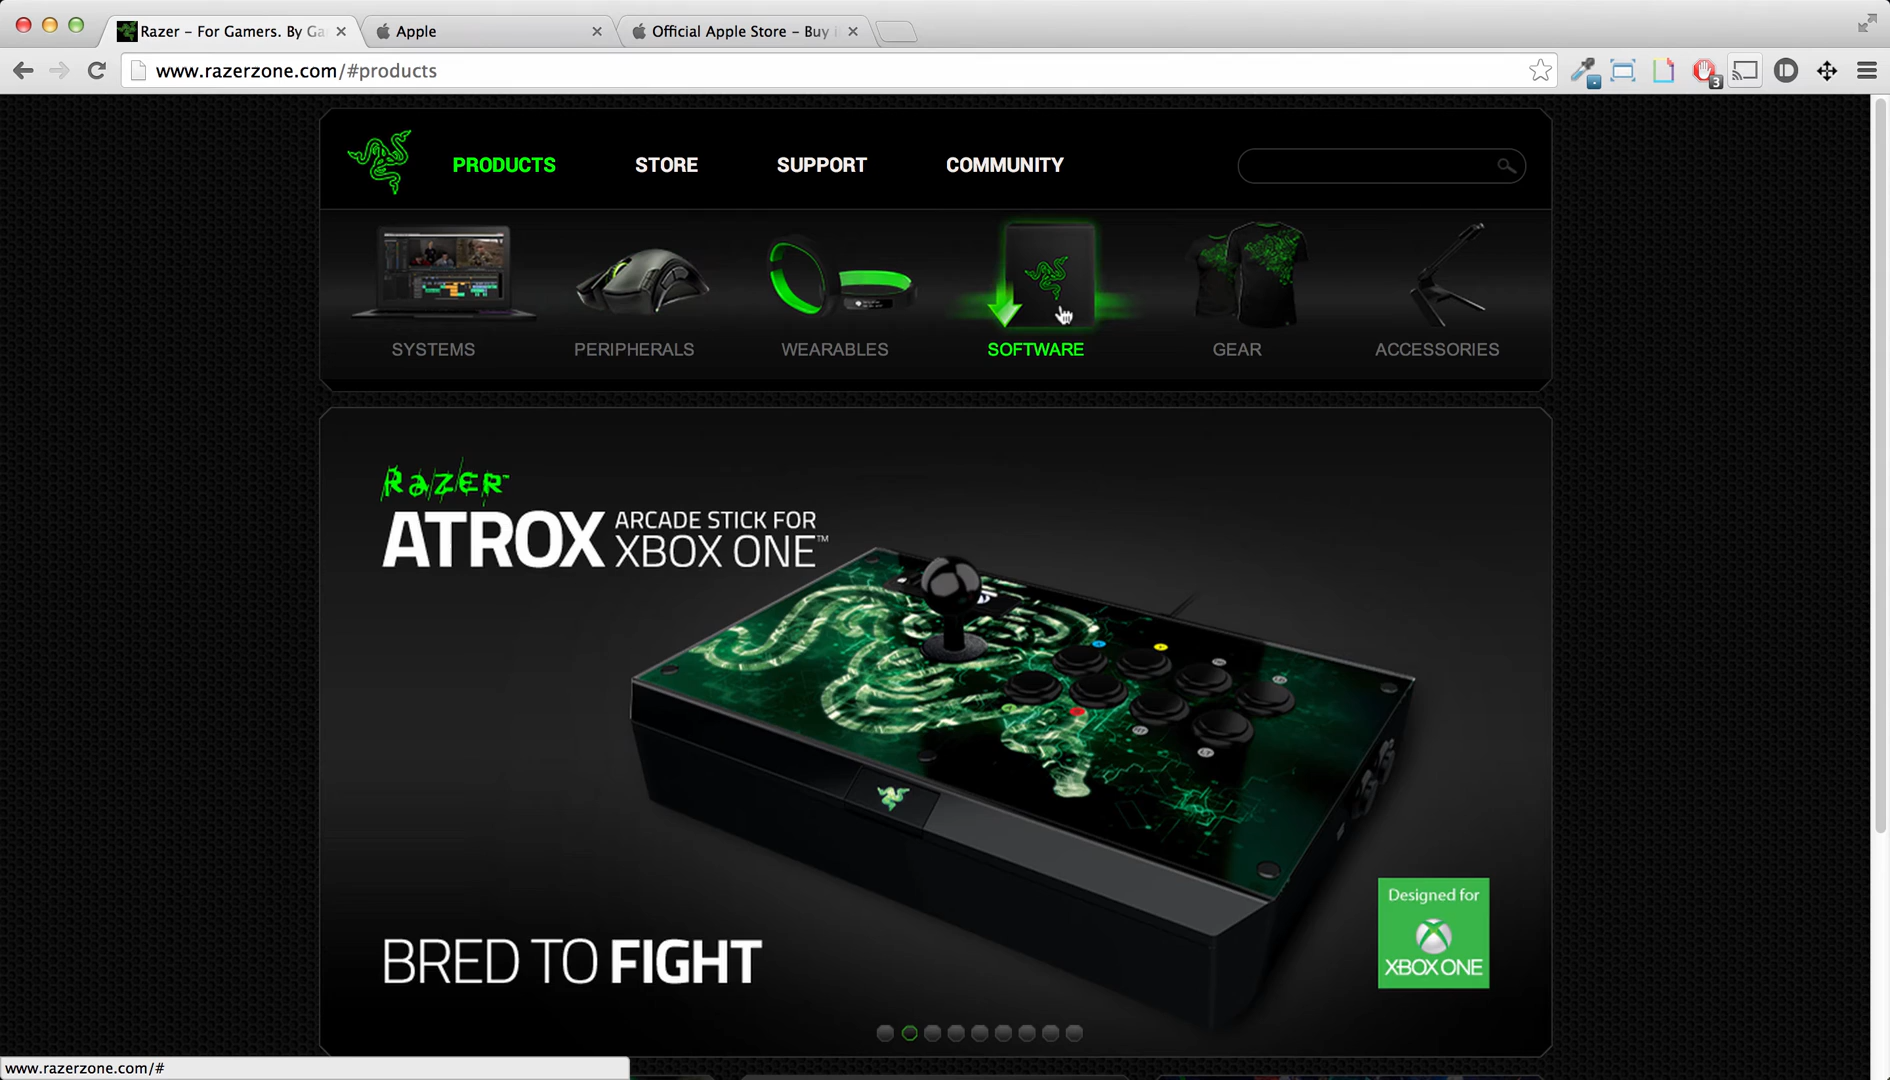 Razer – For Gamers. By Ga
Apple
Official Apple Store – Buy i
www.razerzone.com/#products
3
PRODUCTS
STORE
SUPPORT
COMMUNITY
SYSTEMS
PERIPHERALS
WEARABLES
SOFTWARE
GEAR
ACCESSORIES
RAZER™
ATROX ARCADE STICK FOR
XBOX ONE™
BRED TO FIGHT
Designed for
XBOX ONE
www.razerzone.com/#